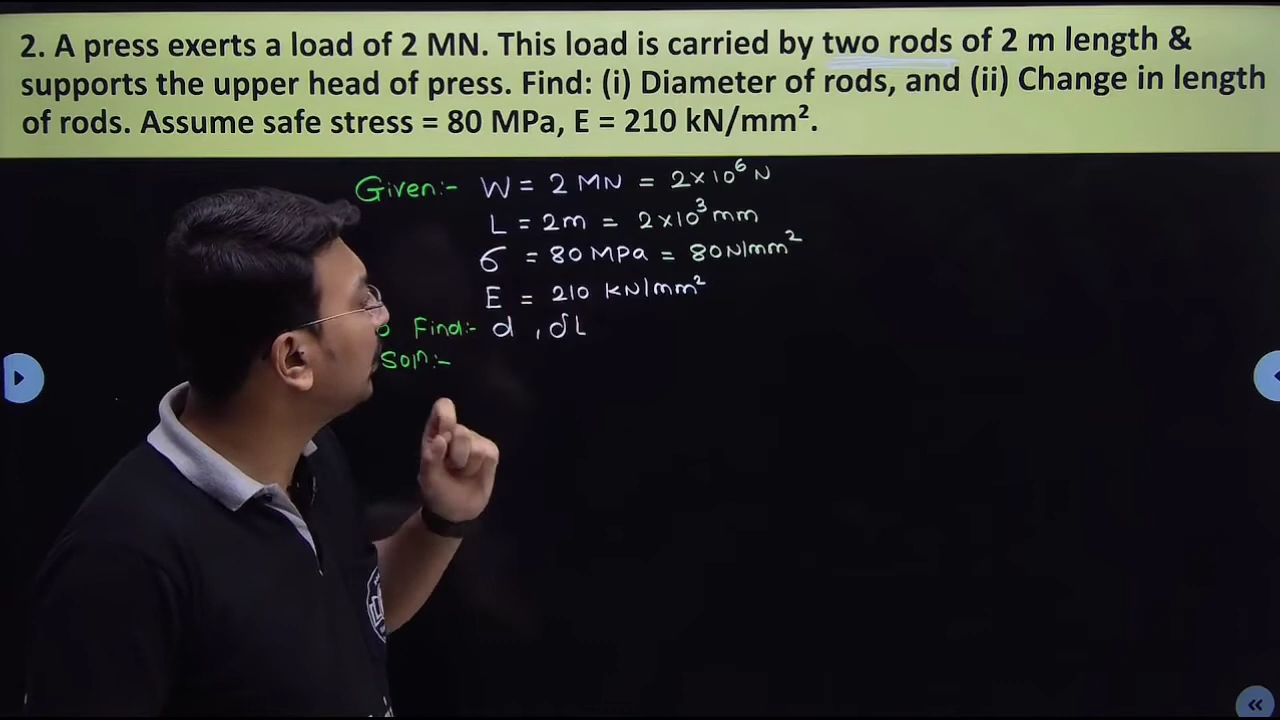 2. A press exerts a load of 2 MN. This load is carried by two rods of 2 m length &
supports the upper head of press. Find: (i) Diameter of rods, and (ii) Change in length
of rods. Assume safe stress = 80 MPa, E = 210 kN/mm².
Given:- W = 2 MN = 2×10⁶ N
L = 2m = 2×10³ mm
σ = 80 MPa = 80N/mm²
E = 210 KN/mm²
Find:- d , δL
Soln:-